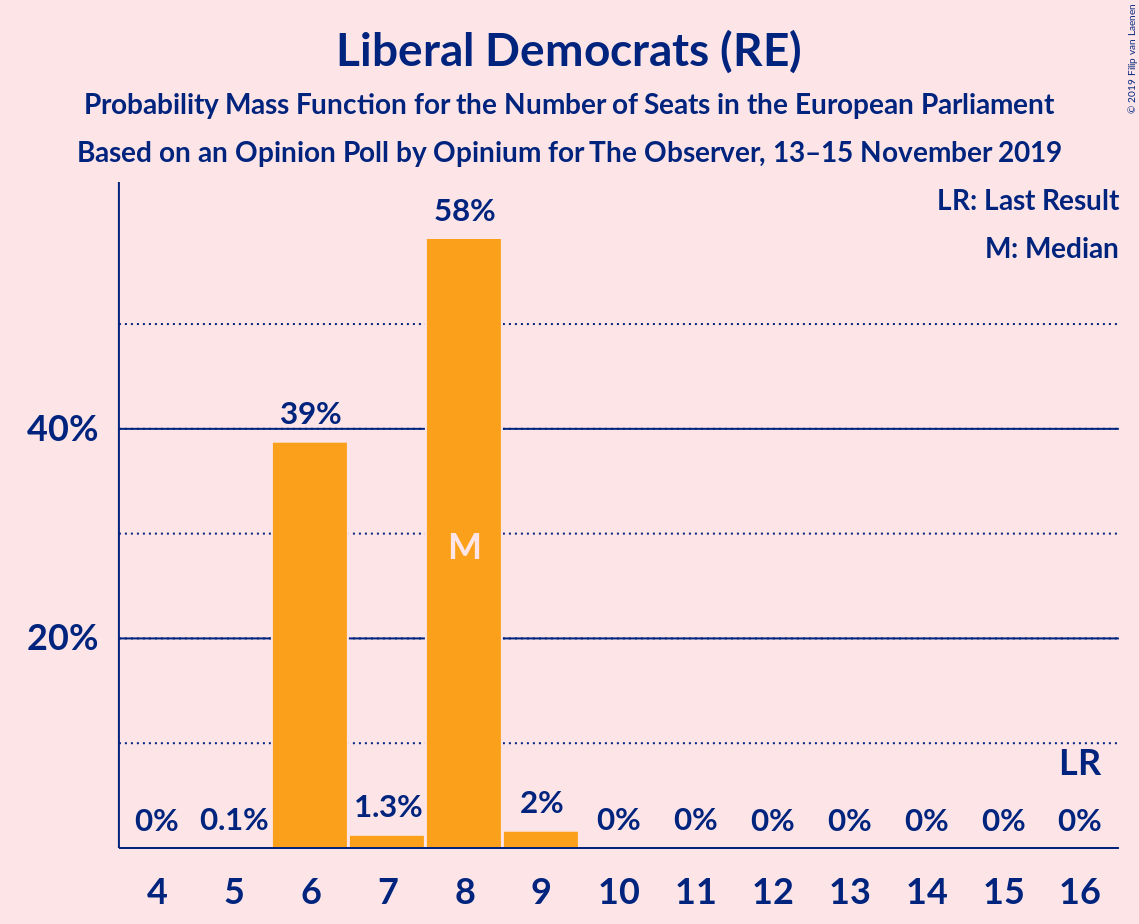 Liberal Democrats (RE)
Probability Mass Function for the Number of Seats in the European Parliament
Based on an Opinion Poll by Opinium for The Observer, 13–15 November 2019
© 2019 Filip van Laenen
LR: Last Result
M: Median
58%
39%
40%
M
20%
LR
0% 0.1% 1.3% 2% 0% 0% 0% 0% 0% 0% 0%
4 5 6 7 8 9 10 11 12 13 14 15 16